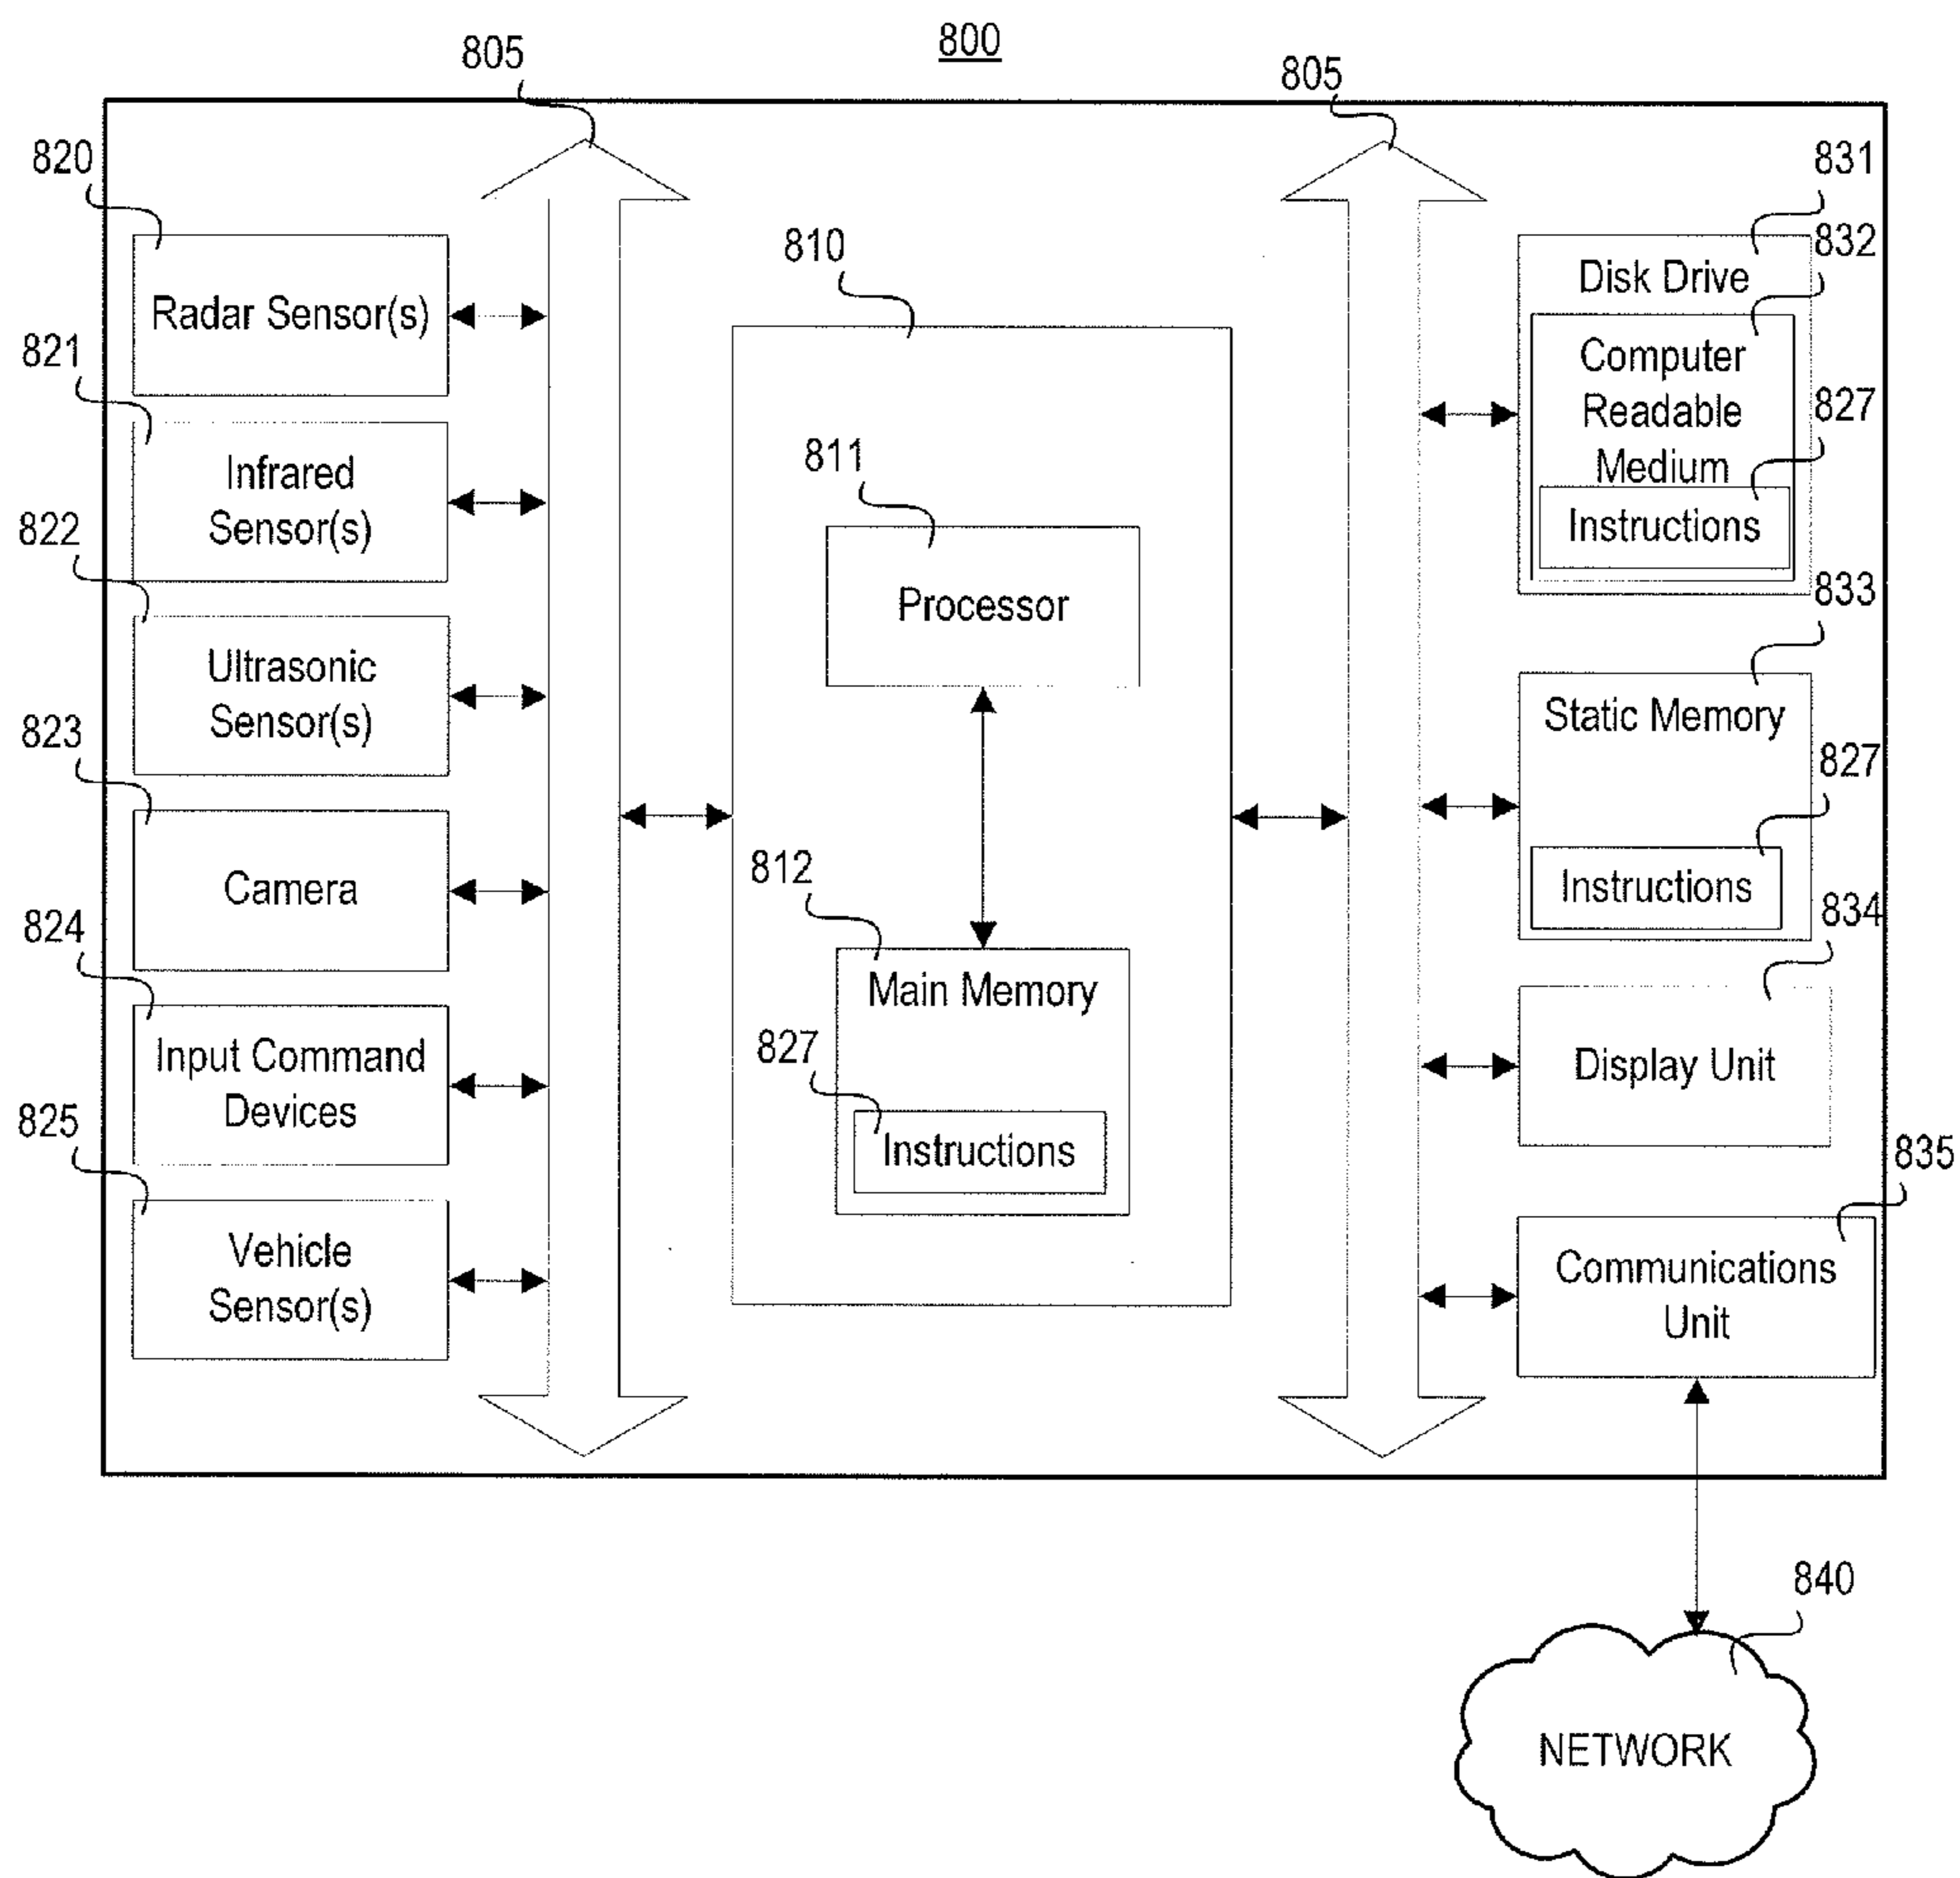 800
805
805
820
Radar Sensor(s)
821
Infrared
Sensor(s)
822
Ultrasonic
Sensor(s)
823
Camera
824
Input Command
Devices
825
Vehicle
Sensor(s)
810
811
Processor
812
Main Memory
827
Instructions
831
Disk Drive
832
Computer
Readable
Medium
827
Instructions
833
Static Memory
827
Instructions
834
Display Unit
835
Communications
Unit
840
NETWORK